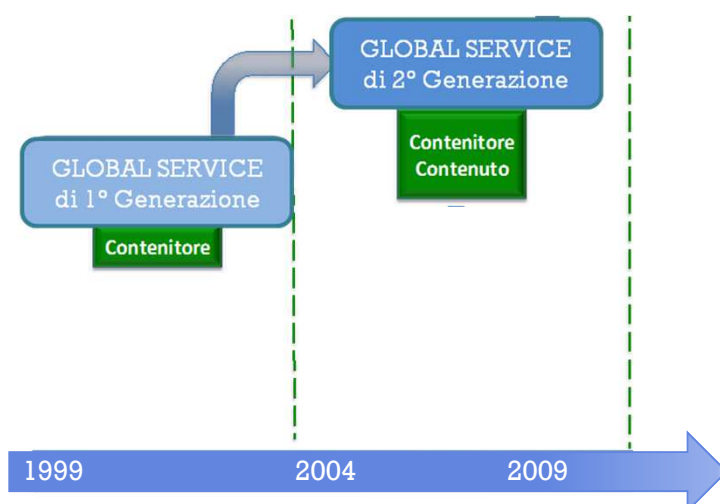 GLOBAL SERVICE
di 2° Generazione
Contenitore
Contenuto
GLOBAL SERVICE
di 1° Generazione
Contenitore
1999
2004
2009